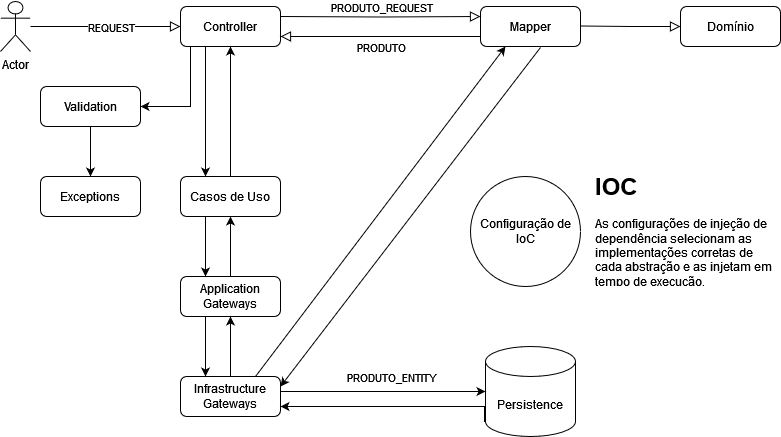 PRODUTO_REQUEST
REQUEST
Controller
Mapper
Domínio
PRODUTO
Actor
Validation
Exceptions
Casos de Uso
IOC
Configuração de
IoC
As configurações de injeção de
dependência selecionam as
implementações corretas de
cada abstração e as injetam em
tempo de execução.
Application
Gateways
Infrastructure
Gateways
PRODUTO_ENTITY
Persistence